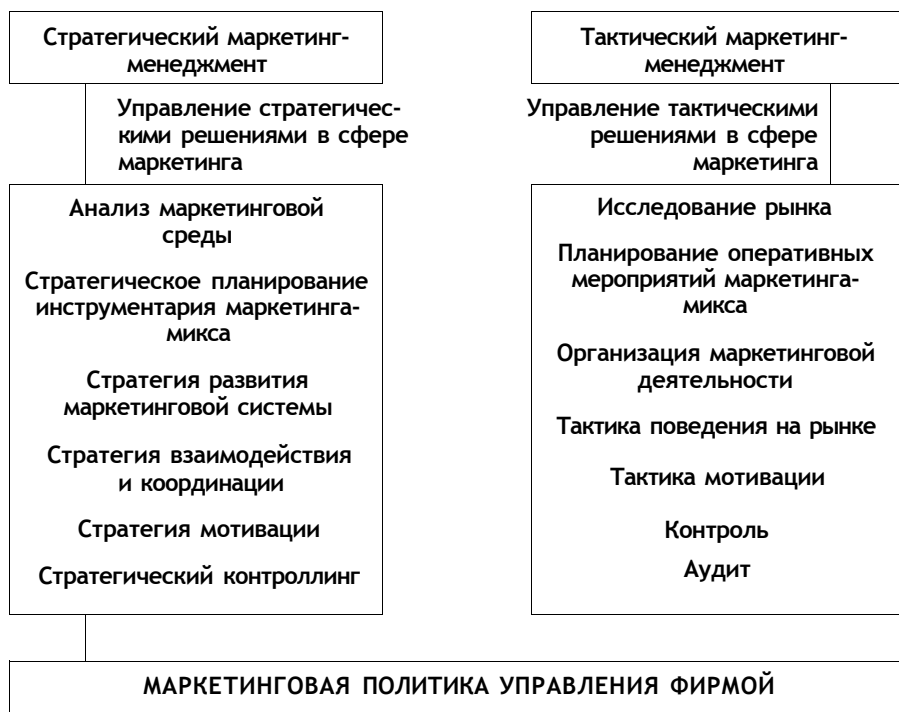 Стратегический маркетинг-
менеджмент
Управление стратегичес-
кими решениями в сфере
маркетинга
Анализ маркетинговой
среды
Стратегическое планирование
инструментария маркетинга-
микса
Стратегия развития
маркетинговой системы
Стратегия взаимодействия
и координации
Стратегия мотивации
Стратегический контроллинг
Тактический маркетинг-
менеджмент
Управление тактическими
решениями в сфере
маркетинга
Исследование рынка
Планирование оперативных
мероприятий маркетинга-
микса
Организация маркетинговой
деятельности
Тактика поведения на рынке
Тактика мотивации
Контроль
Аудит
МАРКЕТИНГОВАЯ ПОЛИТИКА УПРАВЛЕНИЯ ФИРМОЙ